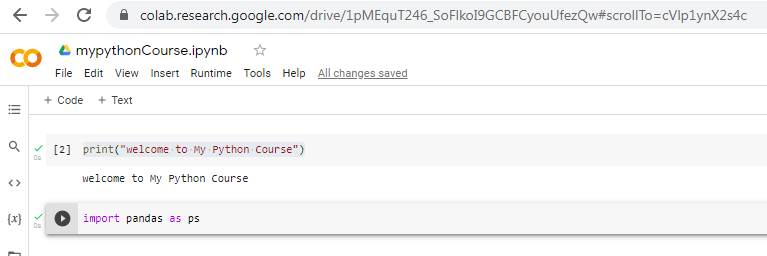 colab.research.google.com/drive/1pMEquT246_SoFlkoI9GCBFCyouUfezQw#scrollTo=cVlp1ynX2s4c
mypythonCourse.ipynb
File Edit View Insert Runtime Tools Help All changes saved
+ Code + Text
[2] print("welcome to My Python Course")
0s
welcome to My Python Course
{x} import pandas as ps
0s